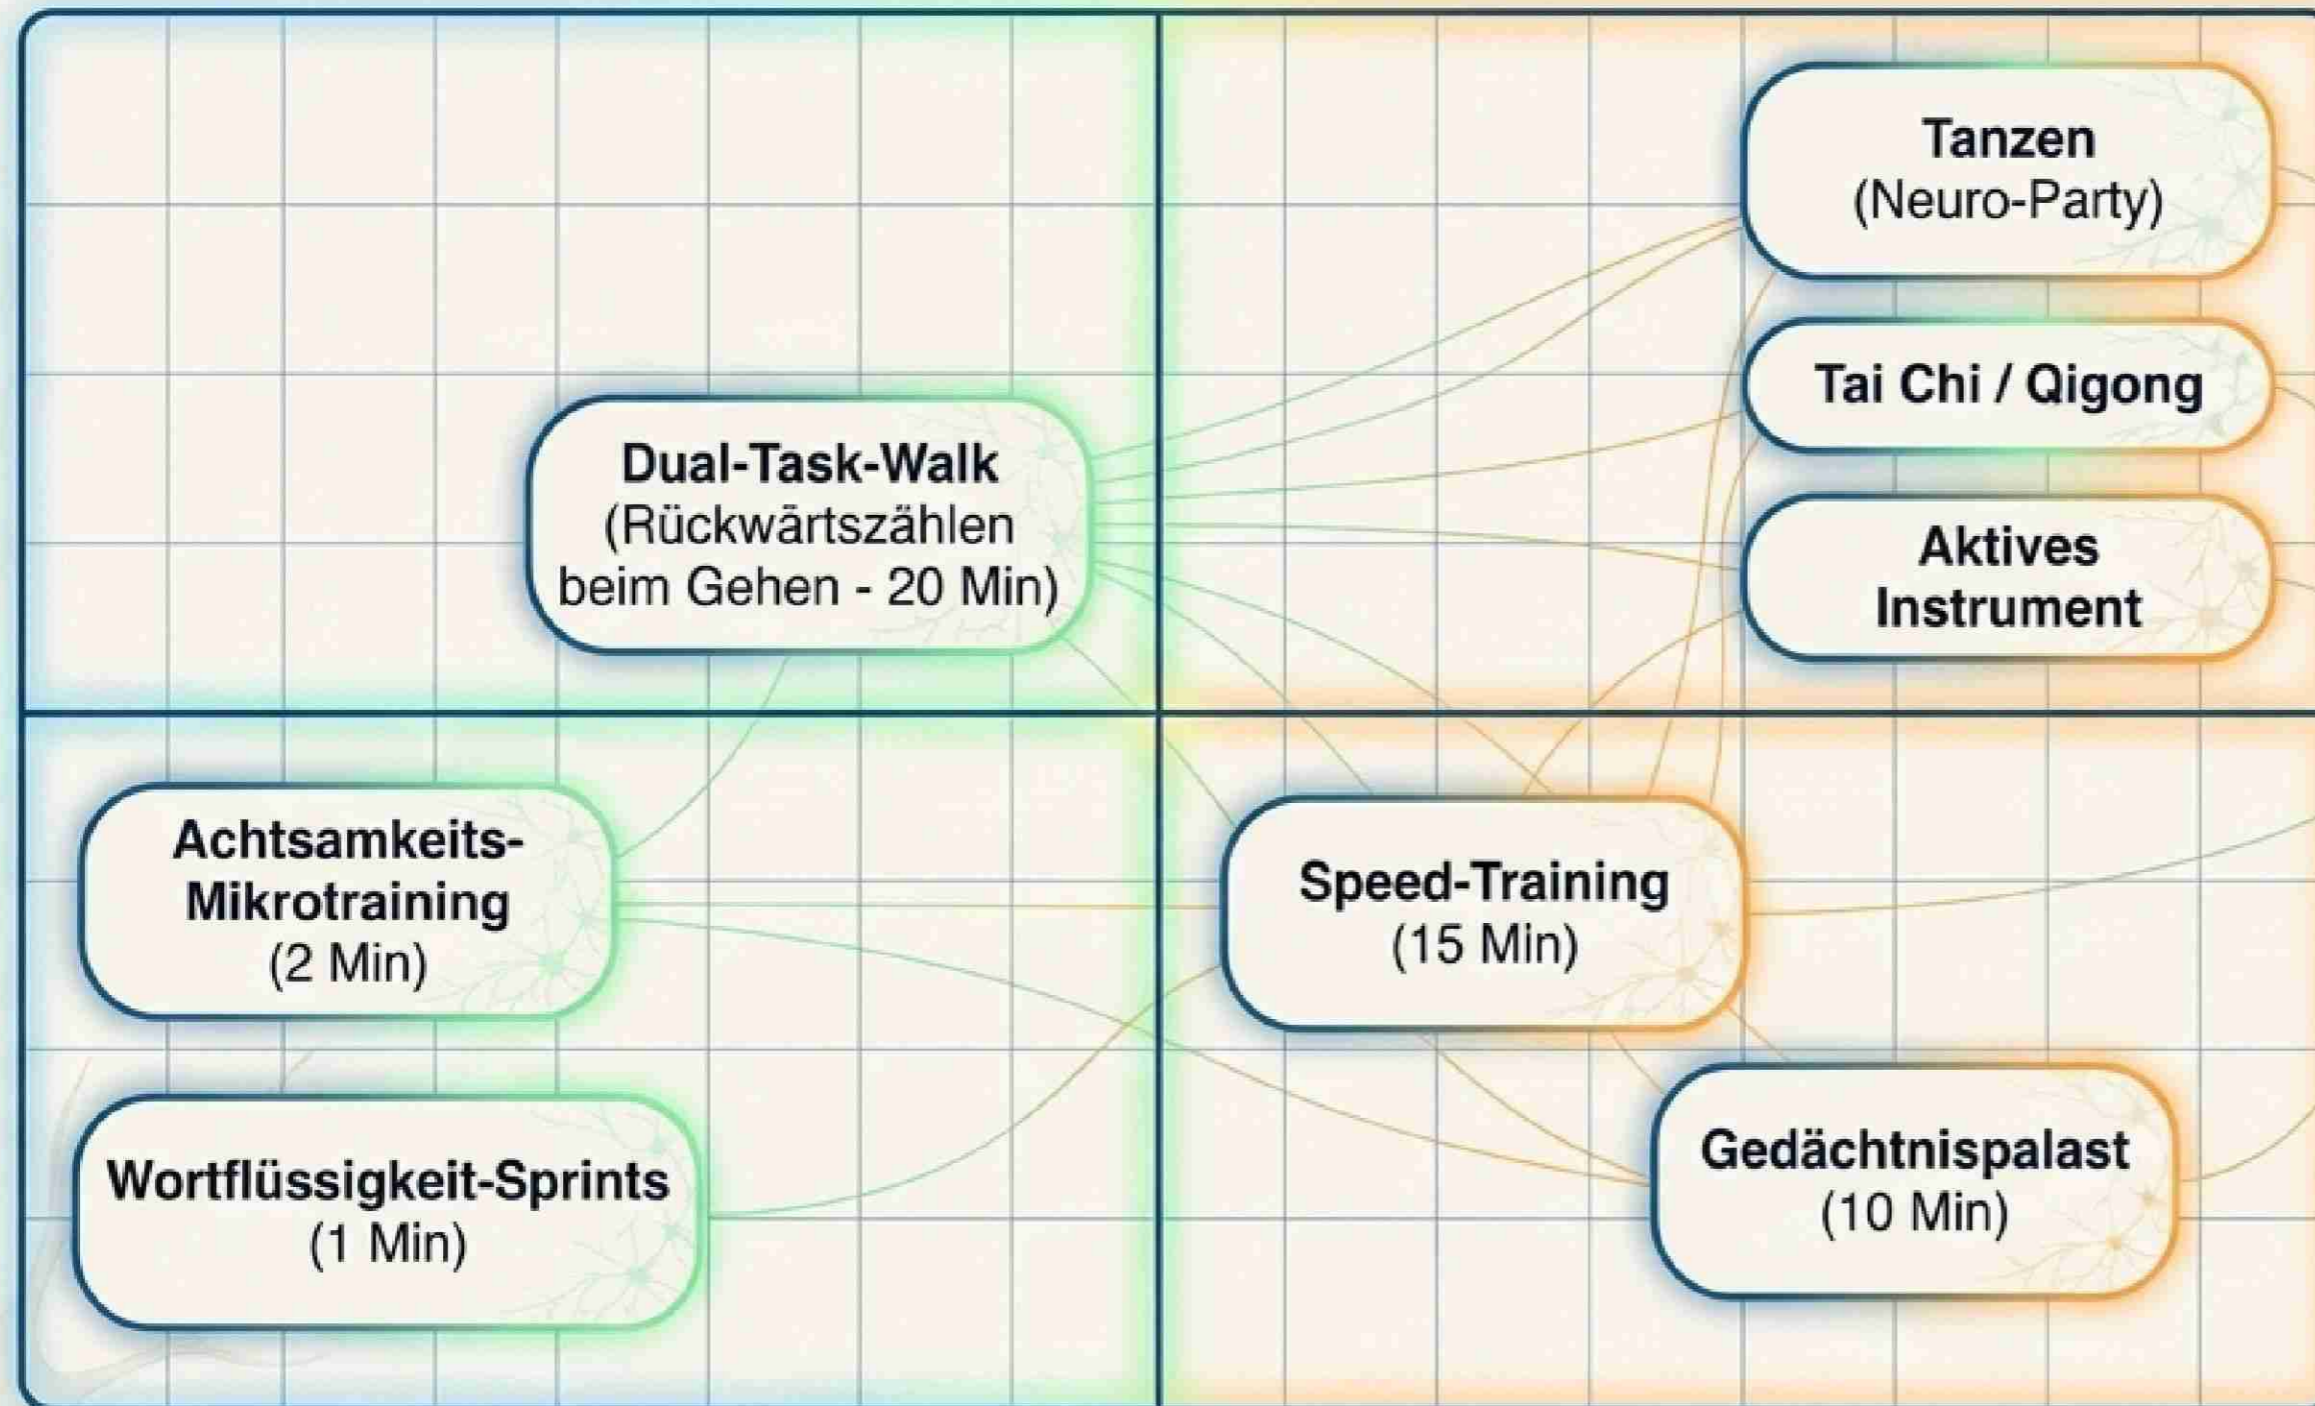 Tanzen
(Neuro-Party)
Tai Chi / Qigong
Dual-Task-Walk
(Rückwärtszählen
beim Gehen - 20 Min)
Aktives
Instrument
Achtsamkeits-
Mikrotraining
(2 Min)
Speed-Training
(15 Min)
Wortflüssigkeit-Sprints
(1 Min)
Gedächtnispalast
(10 Min)